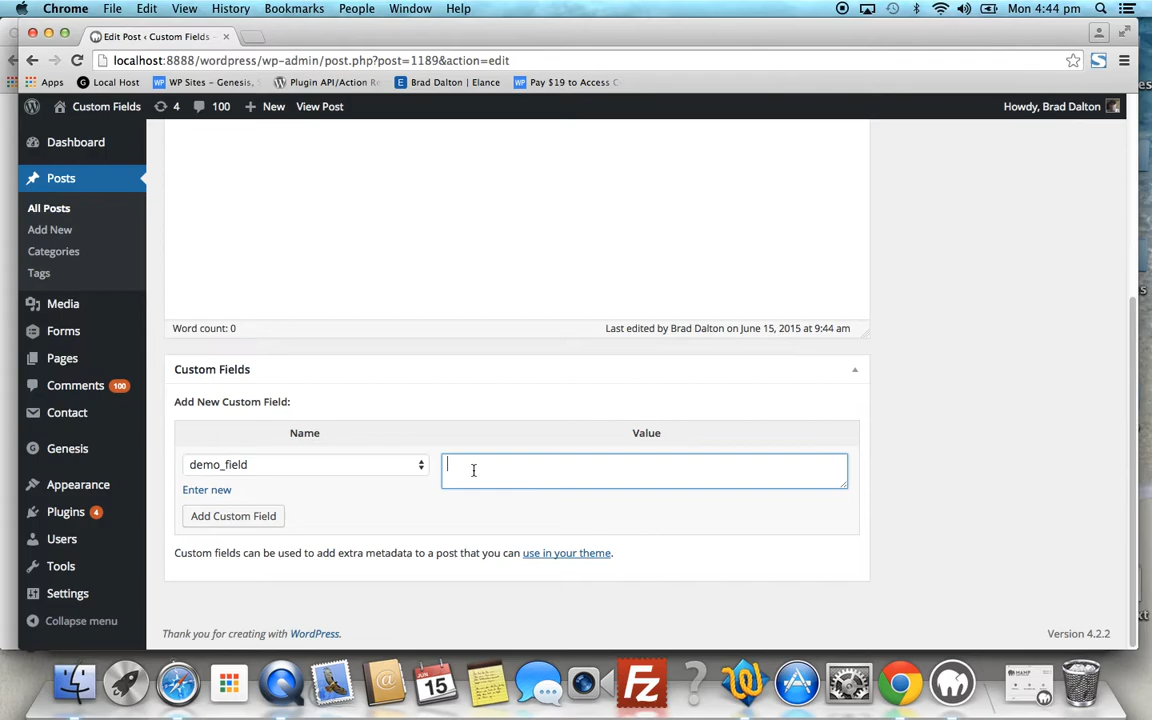 Chrome File Edit View History Bookmarks People Window Help Mon 4:44 pm
Edit Post ‹ Custom Fields -
localhost:8888/wordpress/wp-admin/post.php?post=1189&action=edit
Apps Local Host WP Sites - Genesis, Plugin API/Action Re Brad Dalton | Elance Pay $19 to Access C
Custom Fields 4 100 New View Post Howdy, Brad Dalton
Dashboard
Posts
All Posts
Add New
Categories
Tags
Media
Forms
Pages
Comments 100
Contact
Genesis
Appearance
Plugins 4
Users
Tools
Settings
Collapse menu
Word count: 0 Last edited by Brad Dalton on June 15, 2015 at 9:44 am
Custom Fields
Add New Custom Field:
Name Value
demo_field
Enter new
Add Custom Field
Custom fields can be used to add extra metadata to a post that you can use in your theme.
Thank you for creating with WordPress. Version 4.2.2
15